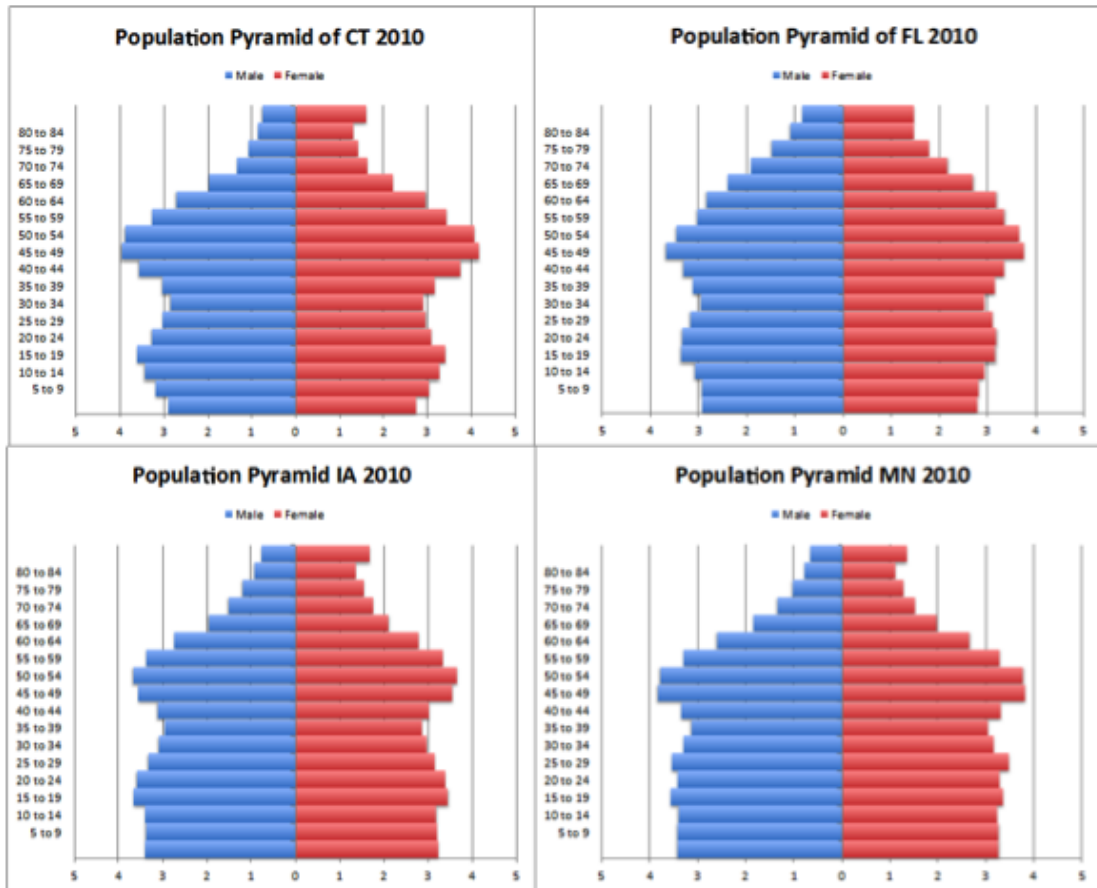 Population Pyramid of CT 2010
Male Female
80 to 84
75 to 79
70 to 74
65 to 69
60 to 64
55 to 59
50 to 54
45 to 49
40 to 44
35 to 39
30 to 34
25 to 29
20 to 24
15 to 19
10 to 14
5 to 9
5 4 3 2 1 0 1 2 3 4 5
Population Pyramid of FL 2010
Male Female
80 to 84
75 to 79
70 to 74
65 to 69
60 to 64
55 to 59
50 to 54
45 to 49
40 to 44
35 to 39
30 to 34
25 to 29
20 to 24
15 to 19
10 to 14
5 to 9
5 4 3 2 1 0 1 2 3 4 5
Population Pyramid IA 2010
Male Female
80 to 84
75 to 79
70 to 74
65 to 69
60 to 64
55 to 59
50 to 54
45 to 49
40 to 44
35 to 39
30 to 34
25 to 29
20 to 24
15 to 19
10 to 14
5 to 9
5 4 3 2 1 0 1 2 3 4 5
Population Pyramid MN 2010
Male Female
80 to 84
75 to 79
70 to 74
65 to 69
60 to 64
55 to 59
50 to 54
45 to 49
40 to 44
35 to 39
30 to 34
25 to 29
20 to 24
15 to 19
10 to 14
5 to 9
5 4 3 2 1 0 1 2 3 4 5